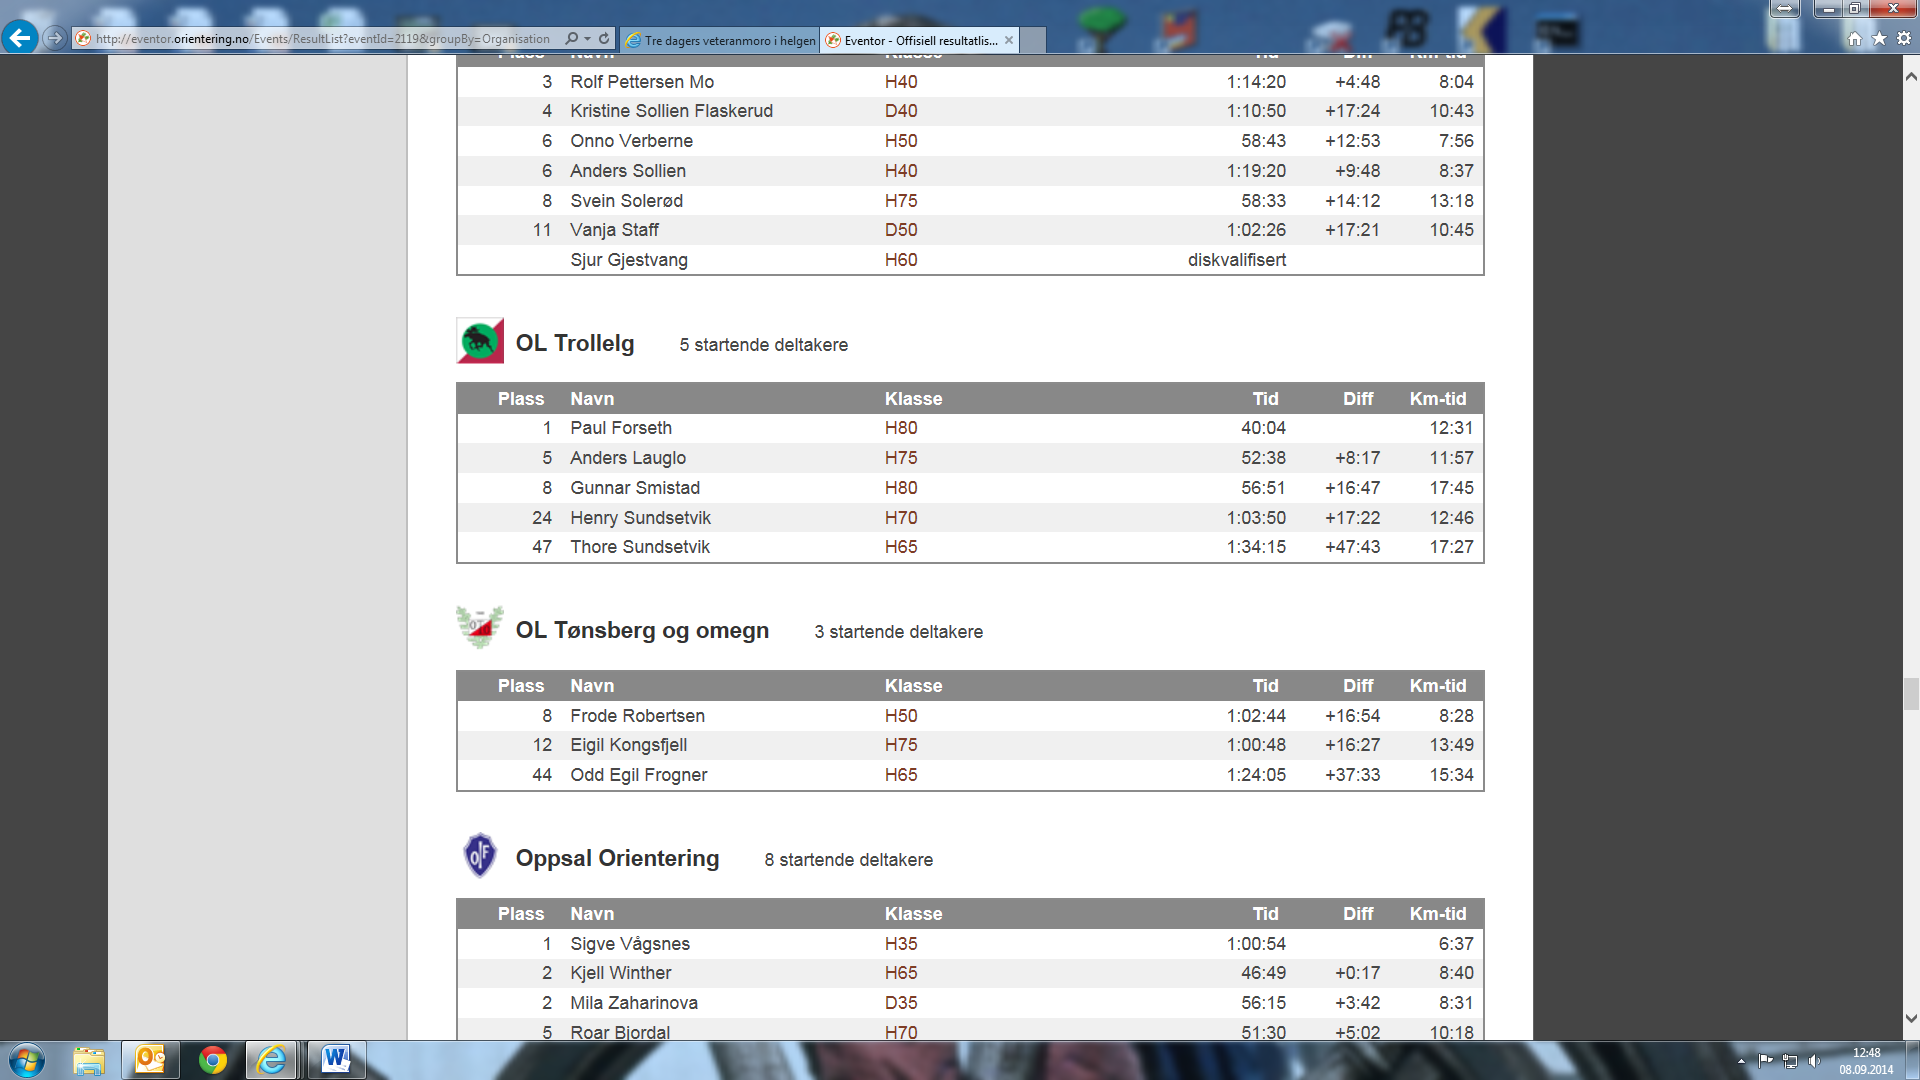 http://eventor.orientering.no/Events/ResultList?eventId=2119&groupBy=Organisation
Tre dagers veteranmoro i helgen
Eventor - Offisiell resultatlis...
Plass Navn Klasse Tid Diff Km-tid
3 Rolf Pettersen Mo H40 1:14:20 +4:48 8:04
4 Kristine Sollien Flaskerud D40 1:10:50 +17:24 10:43
6 Onno Verberne H50 58:43 +12:53 7:56
6 Anders Sollien H40 1:19:20 +9:48 8:37
8 Svein Solerød H75 58:33 +14:12 13:18
11 Vanja Staff D50 1:02:26 +17:21 10:45
Sjur Gjestvang H60 diskvalifisert
OL Trollelg 5 startende deltakere
Plass Navn Klasse Tid Diff Km-tid
1 Paul Forseth H80 40:04 12:31
5 Anders Lauglo H75 52:38 +8:17 11:57
8 Gunnar Smistad H80 56:51 +16:47 17:45
24 Henry Sundsetvik H70 1:03:50 +17:22 12:46
47 Thore Sundsetvik H65 1:34:15 +47:43 17:27
OL Tønsberg og omegn 3 startende deltakere
Plass Navn Klasse Tid Diff Km-tid
8 Frode Robertsen H50 1:02:44 +16:54 8:28
12 Eigil Kongsfjell H75 1:00:48 +16:27 13:49
44 Odd Egil Frogner H65 1:24:05 +37:33 15:34
Oppsal Orientering 8 startende deltakere
Plass Navn Klasse Tid Diff Km-tid
1 Sigve Vågsnes H35 1:00:54 6:37
2 Kjell Winther H65 46:49 +0:17 8:40
2 Mila Zaharinova D35 56:15 +3:42 8:31
5 Roar Bjordal H70 51:30 +5:02 10:18
12:48
08.09.2014